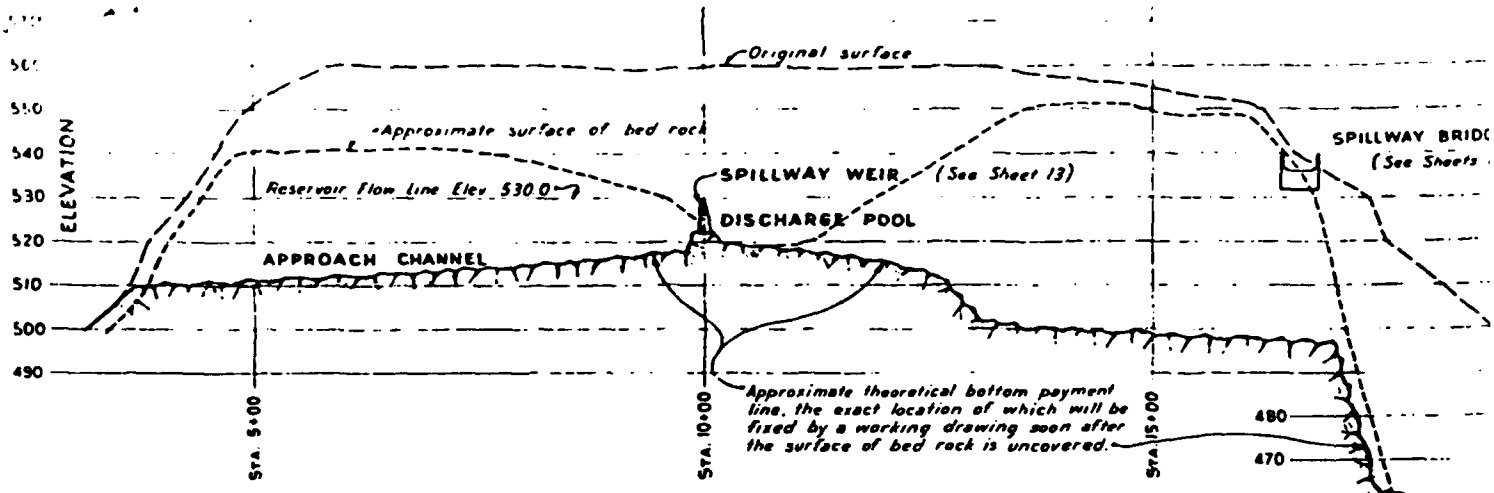 Original surface
550
540
530
520
510
500
490
ELEVATION
Approximate surface of bed rock
Reservoir Flow Line Elev. 530.0
SPILLWAY WEIR (See Sheet 13)
DISCHARGE POOL
APPROACH CHANNEL
SPILLWAY
(See Sheets
Approximate theoretical bottom payment
line, the exact location of which will be
fixed by a working drawing soon after
the surface of bed rock is uncovered.
480
470
STA. 5+00
STA. 10+00
STA. 15+00